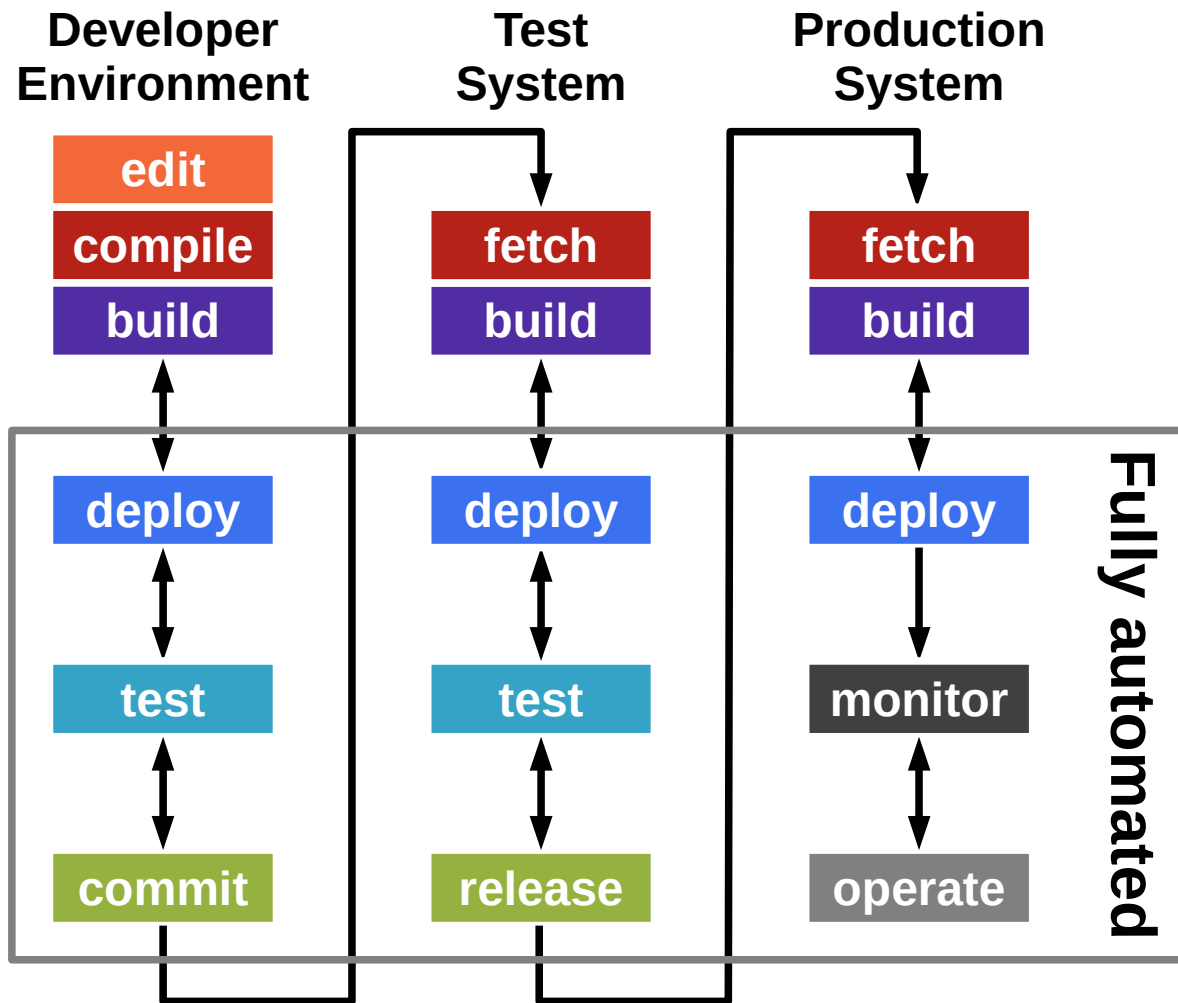 Developer
Environment
edit
compile
build
deploy
test
commit
Test
System
fetch
build
deploy
test
release
Production
System
fetch
build
deploy
monitor
operate
Fully automated